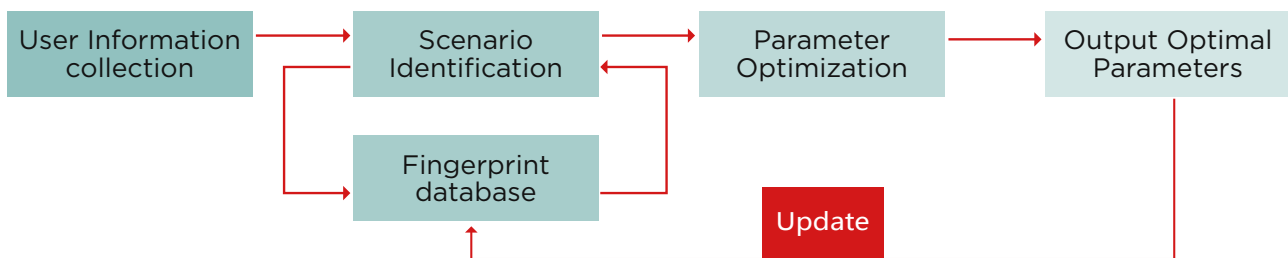 User Information
collection
Scenario
Identification
Parameter
Optimization
Output Optimal
Parameters
Fingerprint
database
Update